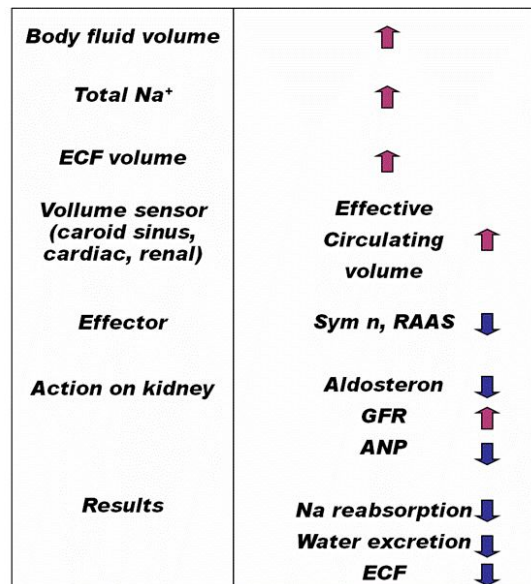 Body fluid volume
Total Na⁺
ECF volume
Vollume sensor
(caroid sinus,
cardiac, renal)
Effective
Circulating
volume
Effector
Sym n, RAAS
Action on kidney
Aldosteron
GFR
ANP
Results
Na reabsorption
Water excretion
ECF